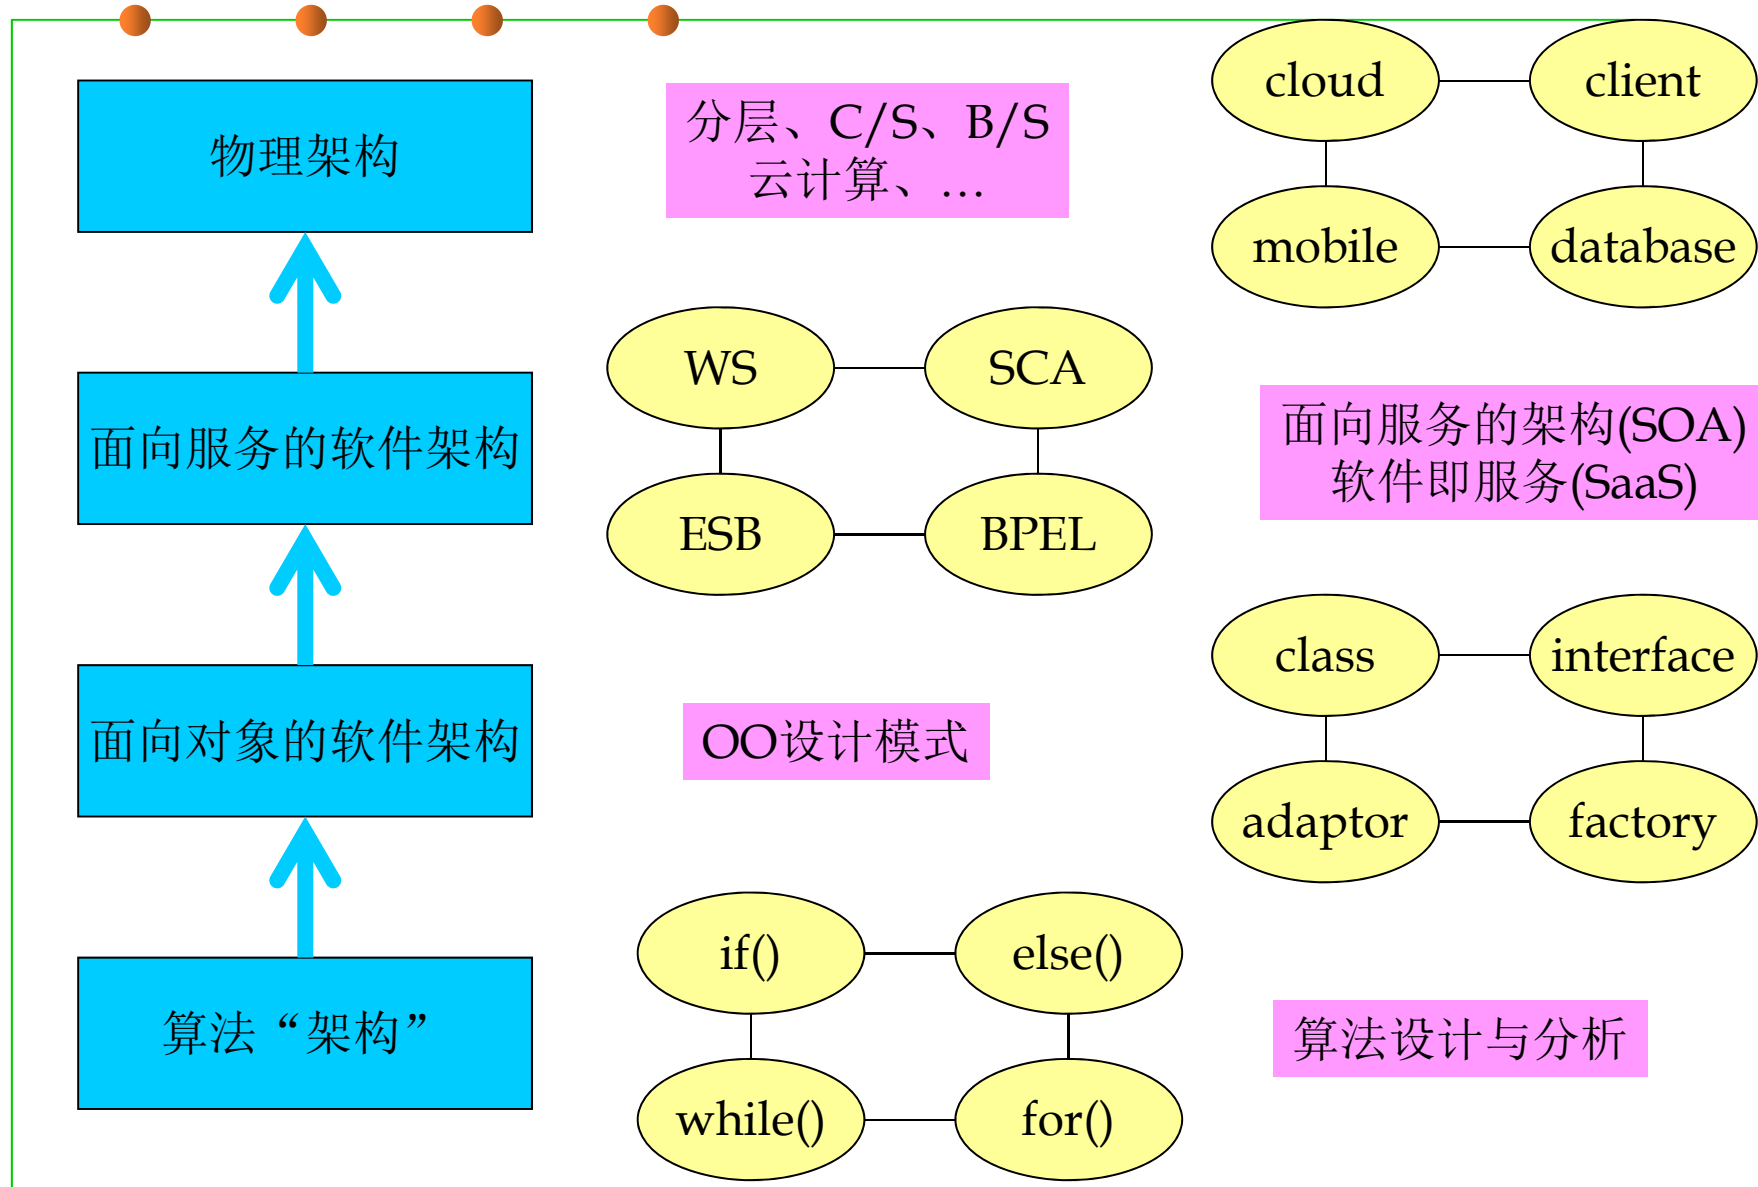 物理架构
分层、C/S、B/S
云计算、…
cloud
client
mobile
database
面向服务的软件架构
WS
SCA
ESB
BPEL
面向服务的架构(SOA)
软件即服务(SaaS)
面向对象的软件架构
OO设计模式
class
interface
adaptor
factory
算法“架构”
if()
else()
while()
for()
算法设计与分析